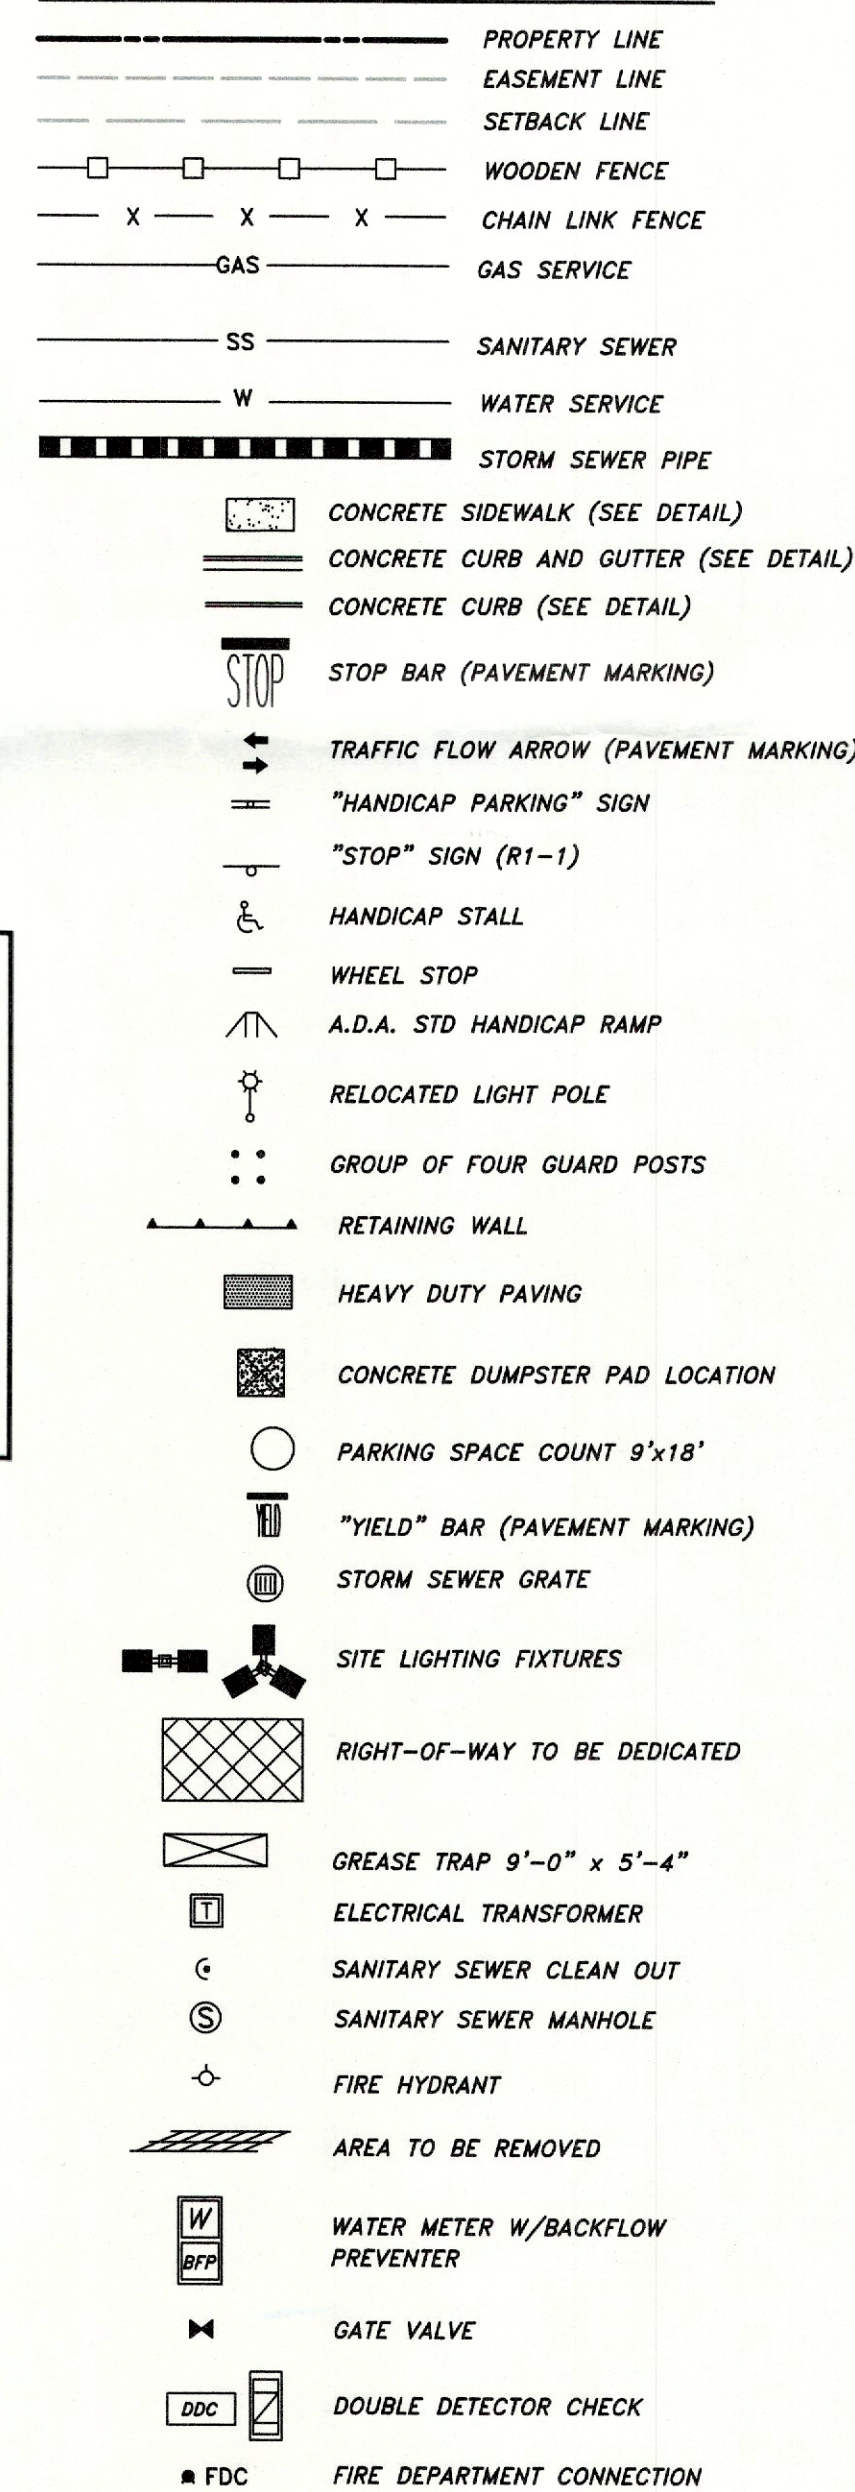 PROPERTY LINE
EASEMENT LINE
SETBACK LINE
WOODEN FENCE
X X X CHAIN LINK FENCE
GAS GAS SERVICE
SS SANITARY SEWER
W WATER SERVICE
STORM SEWER PIPE
CONCRETE SIDEWALK (SEE DETAIL)
CONCRETE CURB AND GUTTER (SEE DETAIL)
CONCRETE CURB (SEE DETAIL)
STOP STOP BAR (PAVEMENT MARKING)
TRAFFIC FLOW ARROW (PAVEMENT MARKING)
"HANDICAP PARKING" SIGN
"STOP" SIGN (R1-1)
HANDICAP STALL
WHEEL STOP
A.D.A. STD HANDICAP RAMP
RELOCATED LIGHT POLE
GROUP OF FOUR GUARD POSTS
RETAINING WALL
HEAVY DUTY PAVING
CONCRETE DUMPSTER PAD LOCATION
PARKING SPACE COUNT 9'x18'
YIELD "YIELD" BAR (PAVEMENT MARKING)
STORM SEWER GRATE
SITE LIGHTING FIXTURES
RIGHT-OF-WAY TO BE DEDICATED
GREASE TRAP 9'-0" x 5'-4"
T ELECTRICAL TRANSFORMER
SANITARY SEWER CLEAN OUT
S SANITARY SEWER MANHOLE
FIRE HYDRANT
AREA TO BE REMOVED
W WATER METER W/BACKFLOW
BFP PREVENTER
GATE VALVE
DDC DOUBLE DETECTOR CHECK
FDC FIRE DEPARTMENT CONNECTION